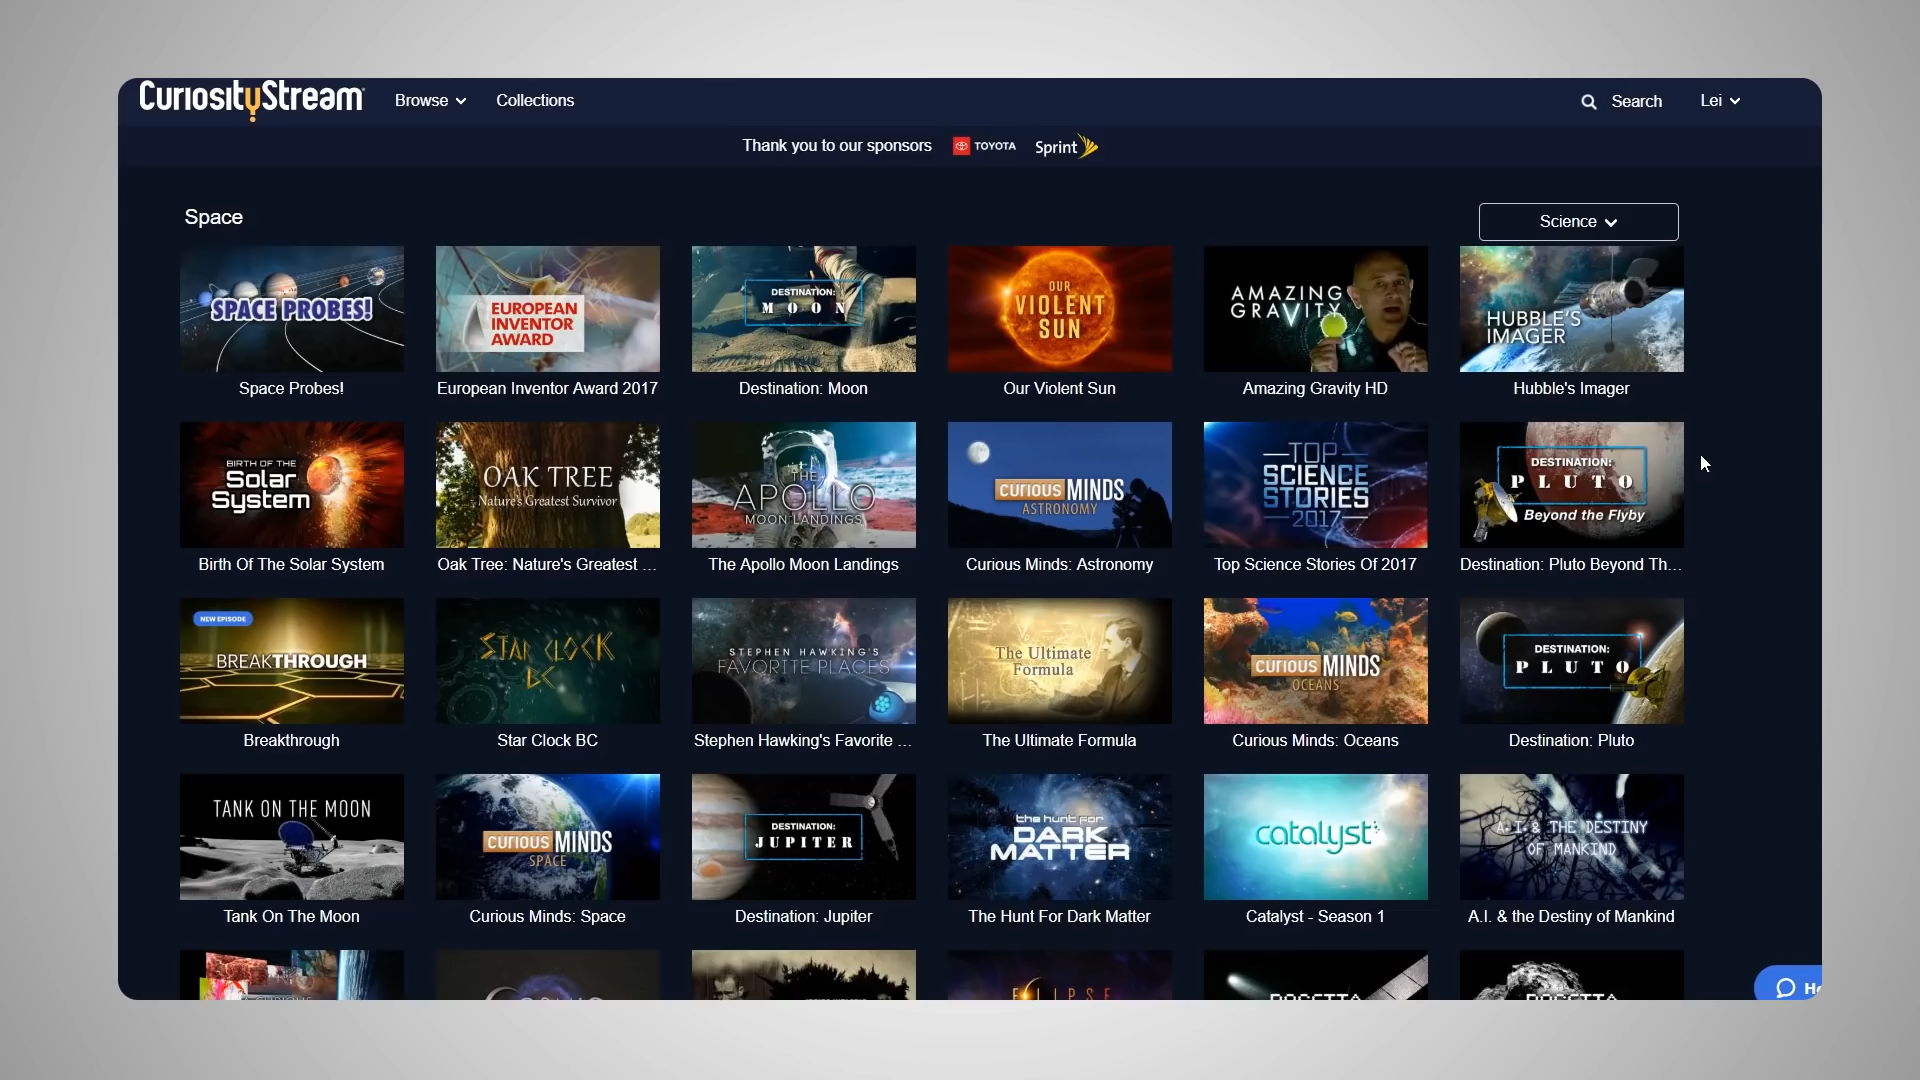 CURIOSITYSTREAM
Browse
Collections
Search
Lei
Thank you to our sponsors
TOYOTA
Sprint
Space
Science
SPACE PROBES!
EUROPEAN
INVENTOR
AWARD
DESTINATION:
MOON
OUR
VIOLENT
SUN
AMAZING
GRAVITY
HUBBLE'S
IMAGER
Space Probes!
European Inventor Award 2017
Destination: Moon
Our Violent Sun
Amazing Gravity HD
Hubble's Imager
BIRTH OF THE
Solar
System
OAK TREE
Nature's Greatest Survivor
THE
APOLLO
MOON LANDINGS
CURIOUS MINDS
ASTRONOMY
TOP
SCIENCE
STORIES
2017
DESTINATION:
PLUTO
Beyond the Flyby
Birth Of The Solar System
Oak Tree: Nature's Greatest ...
The Apollo Moon Landings
Curious Minds: Astronomy
Top Science Stories Of 2017
Destination: Pluto Beyond Th...
NEW EPISODE
BREAKTHROUGH
STAR CLOCK
BC
STEPHEN HAWKING'S
FAVORITE PLACES
The Ultimate
Formula
CURIOUS MINDS
OCEANS
DESTINATION:
PLUTO
Breakthrough
Star Clock BC
Stephen Hawking's Favorite ...
The Ultimate Formula
Curious Minds: Oceans
Destination: Pluto
TANK ON THE MOON
CURIOUS MINDS
SPACE
DESTINATION:
JUPITER
the hunt for
DARK
MATTER
catalyst
A.I. & THE DESTINY
OF MANKIND
Tank On The Moon
Curious Minds: Space
Destination: Jupiter
The Hunt For Dark Matter
Catalyst - Season 1
A.I. & the Destiny of Mankind
ECLIPSE
ROSETTA
ROSETTA